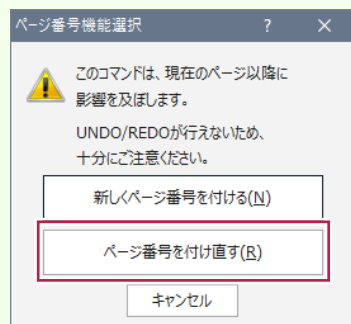 ページ番号機能選択 ? ×
このコマンドは、現在のページ以降に
影響を及ぼします。
UNDO/REDOが行えないため、
十分にご注意ください。
新しくページ番号を付ける(N)
ページ番号を付け直す(R)
キャンセル